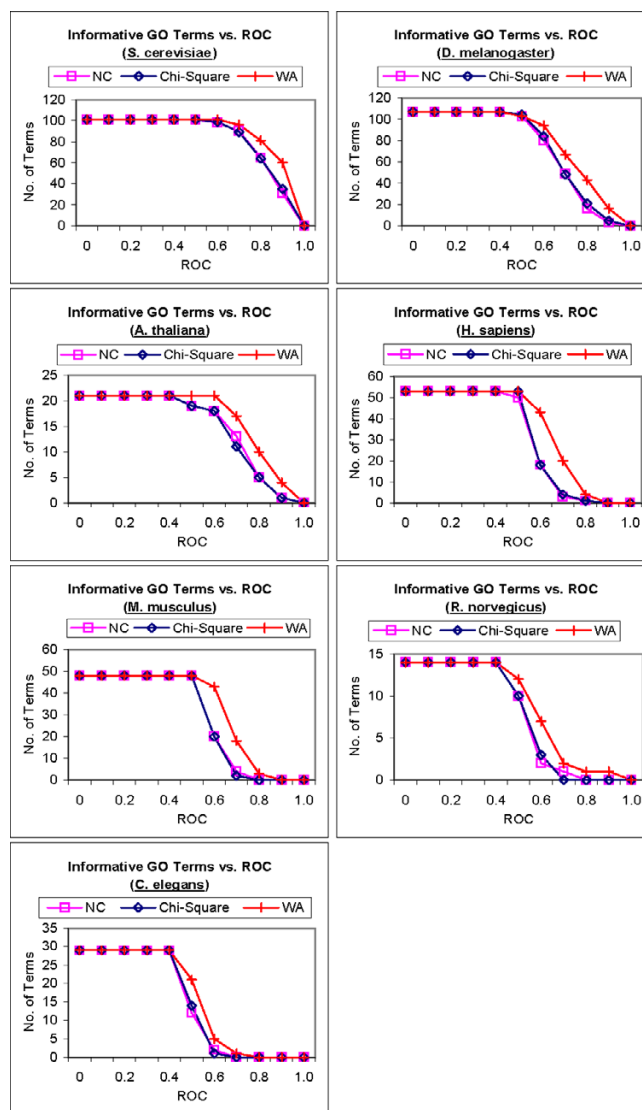 Informative GO Terms vs. ROC
(S. cerevisiae)
NC Chi-Square WA
No. of Terms
120
100
80
60
40
20
0
0 0.2 0.4 0.6 0.8 1.0
ROC
Informative GO Terms vs. ROC
(D. melanogaster)
NC Chi-Square WA
No. of Terms
120
100
80
60
40
20
0
0 0.2 0.4 0.6 0.8 1.0
ROC
Informative GO Terms vs. ROC
(A. thaliana)
NC Chi-Square WA
No. of Terms
25
20
15
10
5
0
0 0.2 0.4 0.6 0.8 1.0
ROC
Informative GO Terms vs. ROC
(H. sapiens)
NC Chi-Square WA
No. of Terms
60
50
40
30
20
10
0
0 0.2 0.4 0.6 0.8 1.0
ROC
Informative GO Terms vs. ROC
(M. musculus)
NC Chi-Square WA
No. of Terms
60
50
40
30
20
10
0
0 0.2 0.4 0.6 0.8 1.0
ROC
Informative GO Terms vs. ROC
(R. norvegicus)
NC Chi-Square WA
No. of Terms
15
10
5
0
0 0.2 0.4 0.6 0.8 1.0
ROC
Informative GO Terms vs. ROC
(C. elegans)
NC Chi-Square WA
No. of Terms
35
30
25
20
15
10
5
0
0 0.2 0.4 0.6 0.8 1.0
ROC